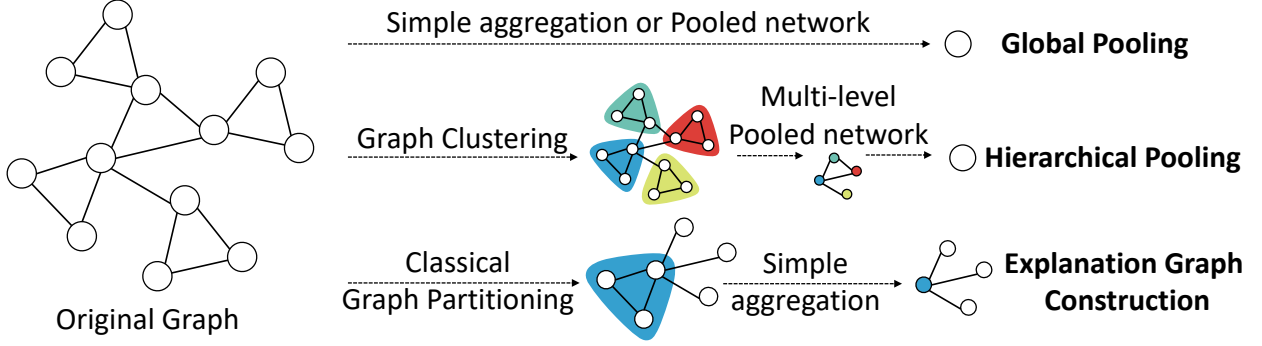 Simple aggregation or Pooled network
Global Pooling
Graph Clustering
Multi-level
Pooled network
Hierarchical Pooling
Classical
Graph Partitioning
Simple
aggregation
Explanation Graph
Construction
Original Graph